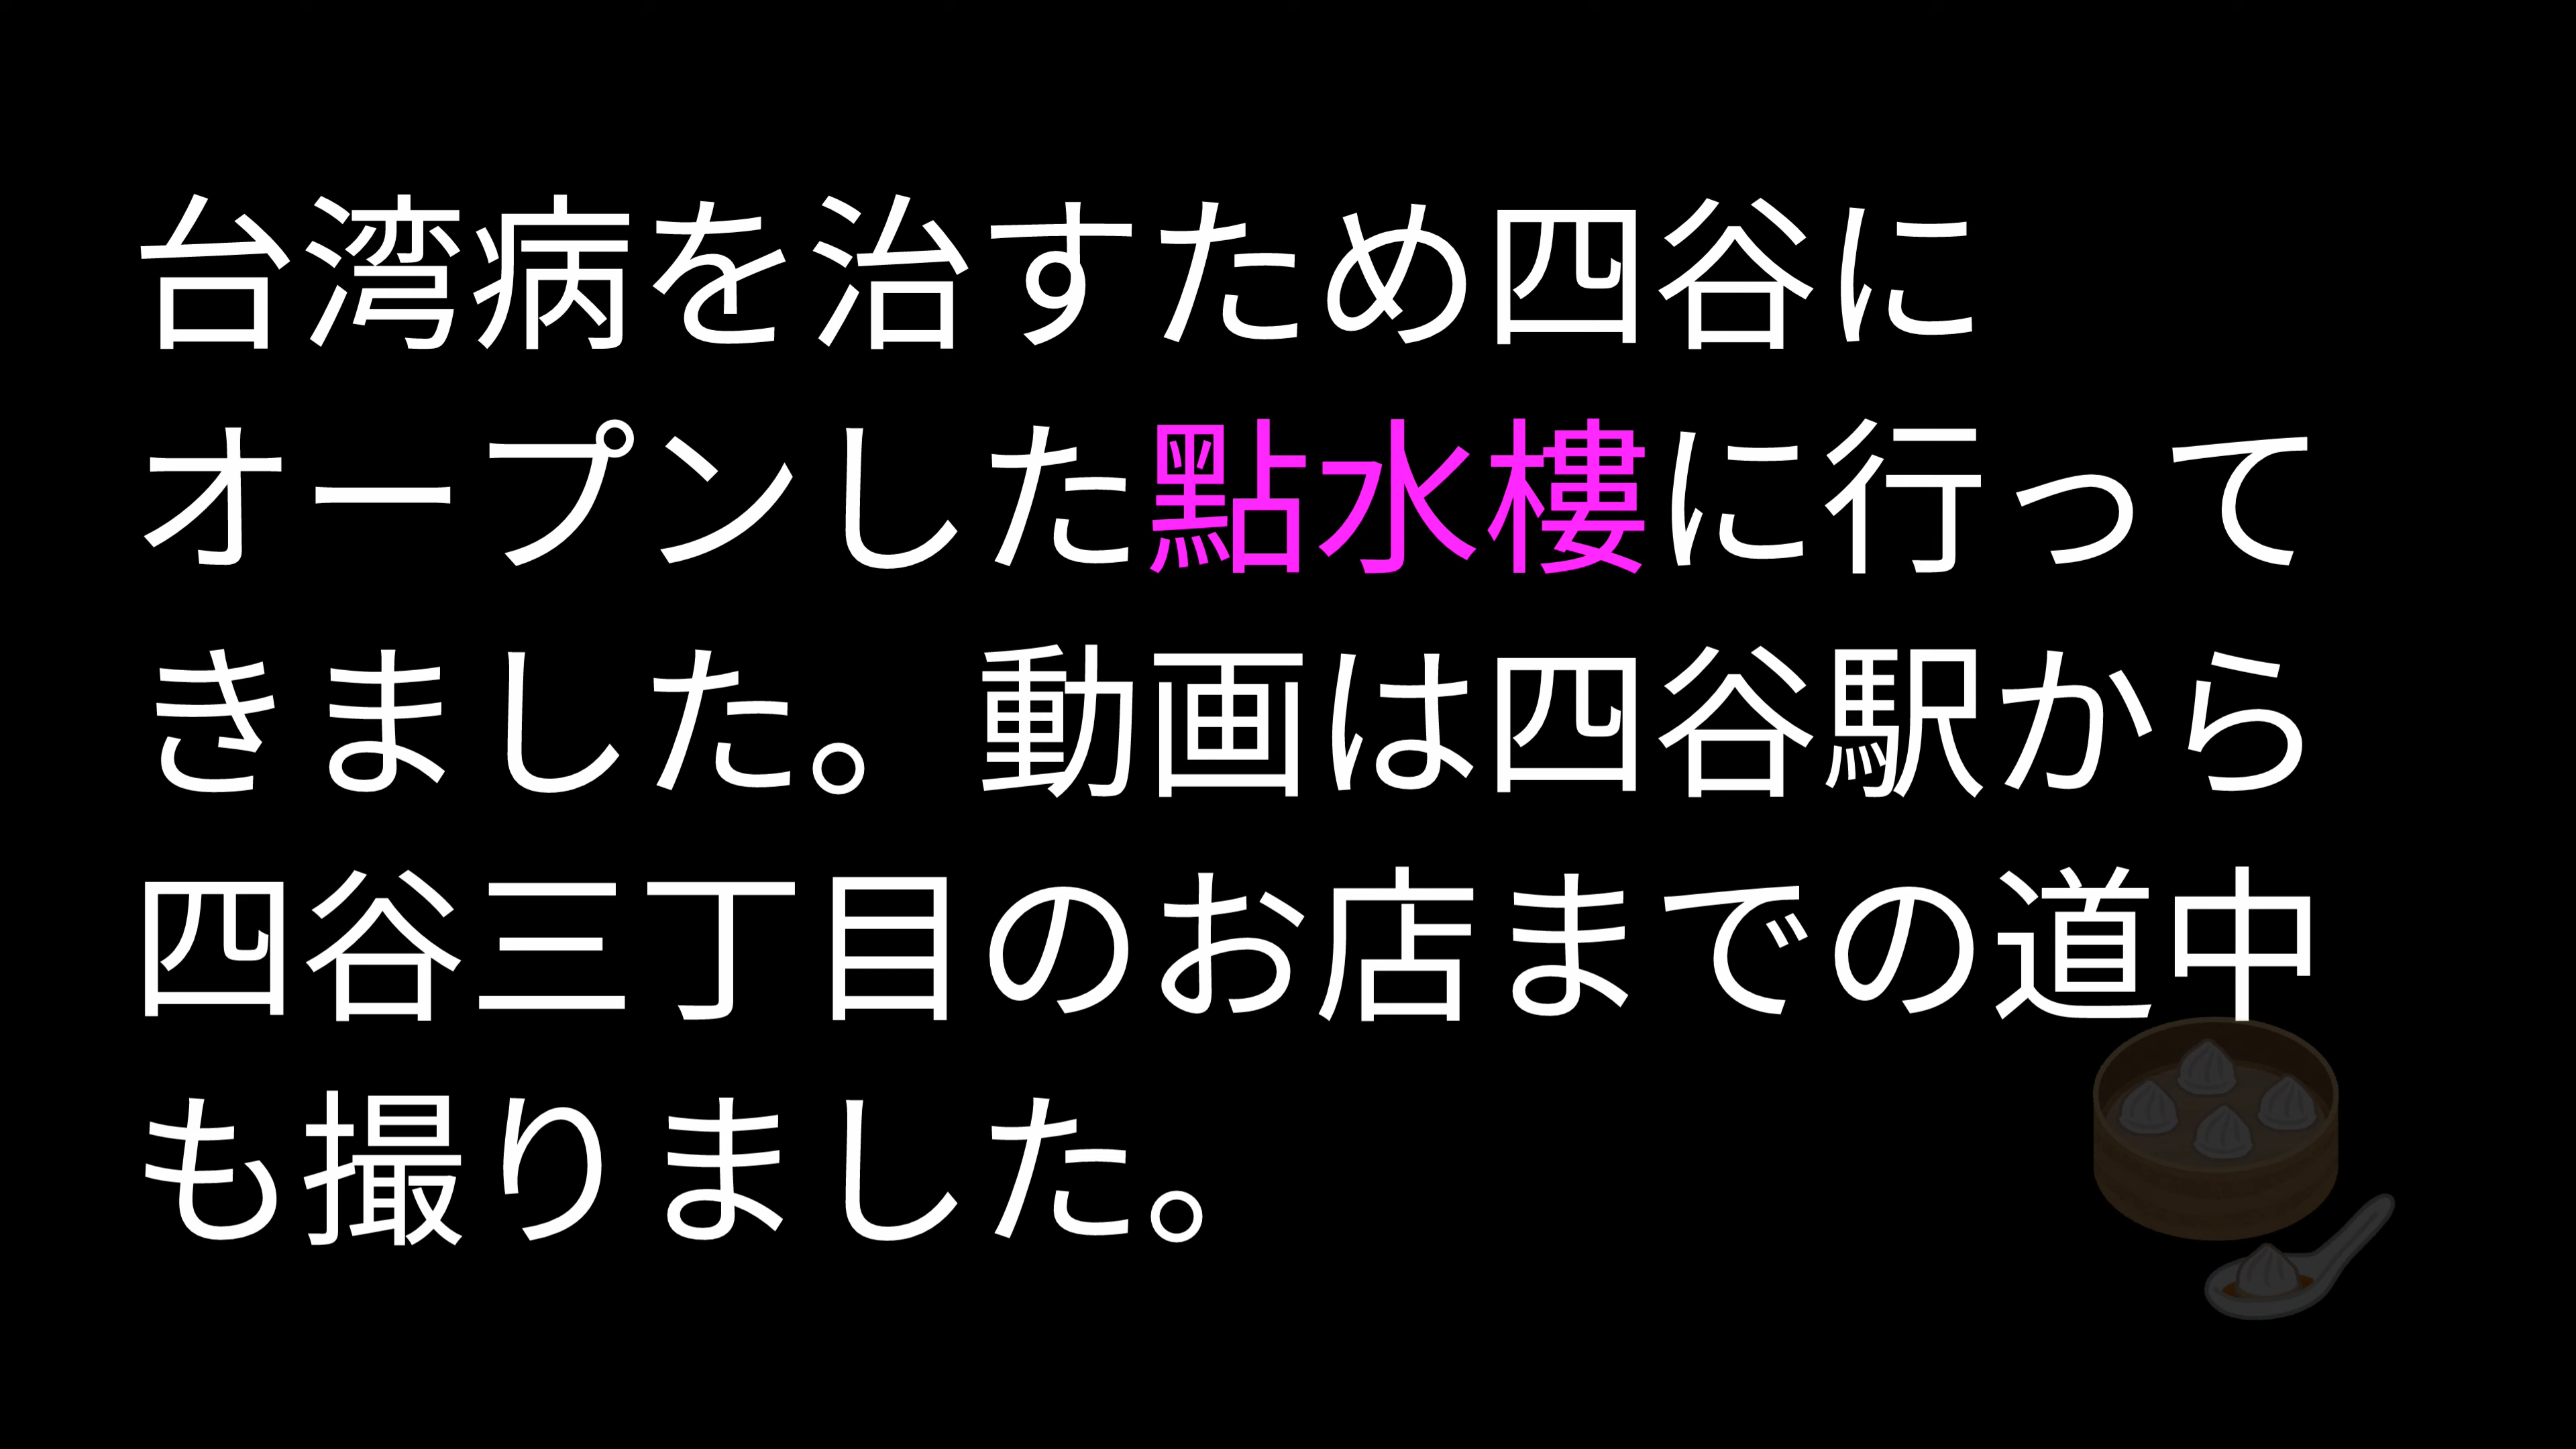 台湾病を治すため四谷に
オープンした點水樓に行って
きました。動画は四谷駅から
四谷三丁目のお店までの道中
も撮りました。